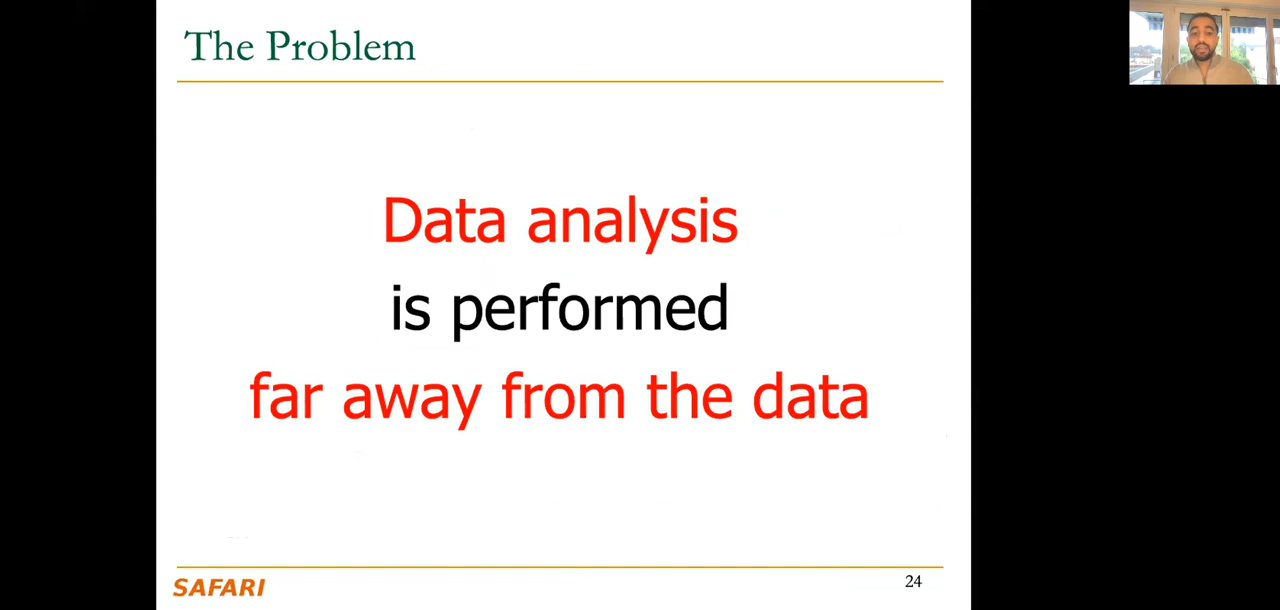 The Problem
Data analysis
is performed
far away from the data
SAFARI
24